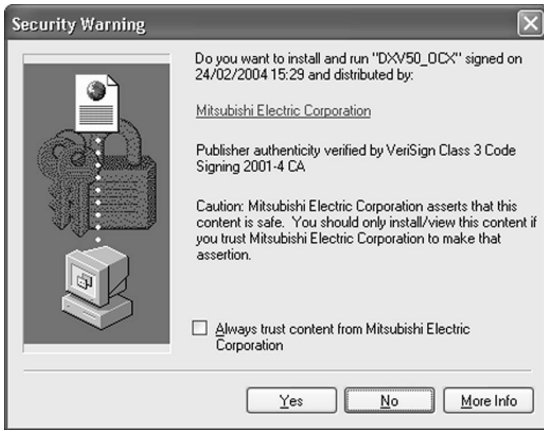 Security Warning
Do you want to install and run "DXV50_OCX" signed on
24/02/2004 15:29 and distributed by:
Mitsubishi Electric Corporation
Publisher authenticity verified by VeriSign Class 3 Code
Signing 2001-4 CA
Caution: Mitsubishi Electric Corporation asserts that this
content is safe. You should only install/view this content if
you trust Mitsubishi Electric Corporation to make that
assertion.
Always trust content from Mitsubishi Electric
Corporation
Yes
No
More Info